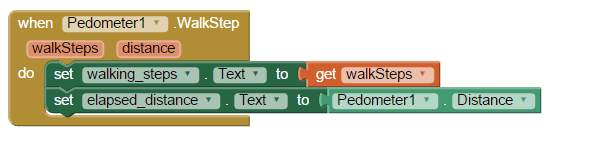 when Pedometer1 .WalkStep
walkSteps distance
do set walking_steps . Text to get walkSteps
set elapsed_distance . Text to Pedometer1 . Distance